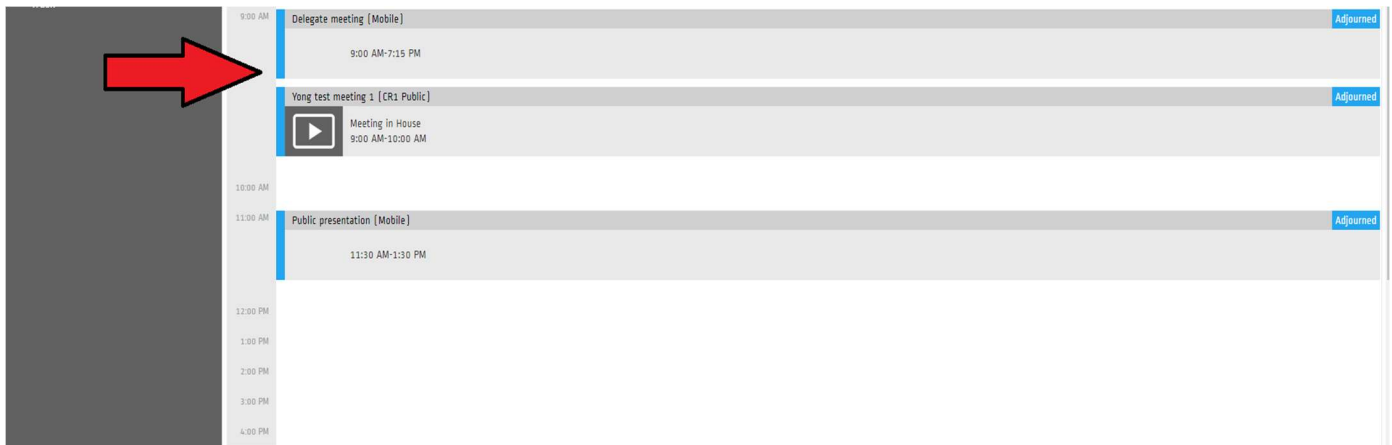 9:00 AM Delegate meeting [Mobile] Adjourned
9:00 AM-7:15 PM
Yong test meeting 1 [CR1 Public] Adjourned
Meeting in House
9:00 AM-10:00 AM
10:00 AM
11:00 AM Public presentation [Mobile] Adjourned
11:30 AM-1:30 PM
12:00 PM
1:00 PM
2:00 PM
3:00 PM
4:00 PM